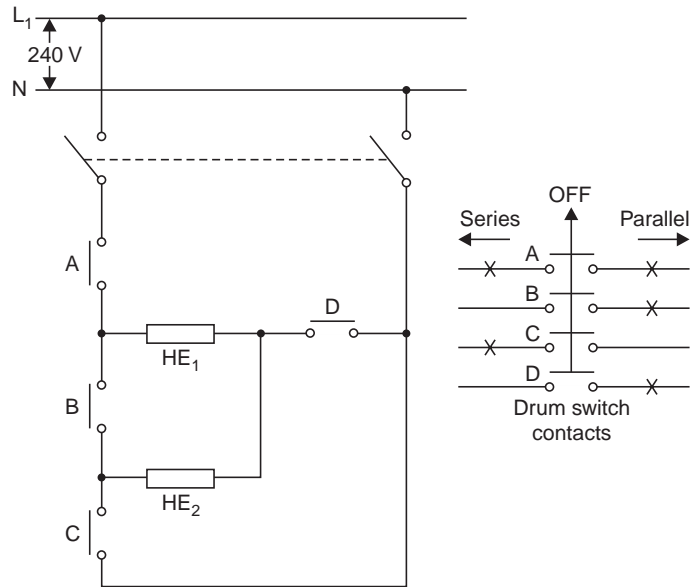 L₁
240 V
N
A
D
HE₁
B
HE₂
C
OFF
Series
Parallel
A
B
C
D
Drum switch
contacts